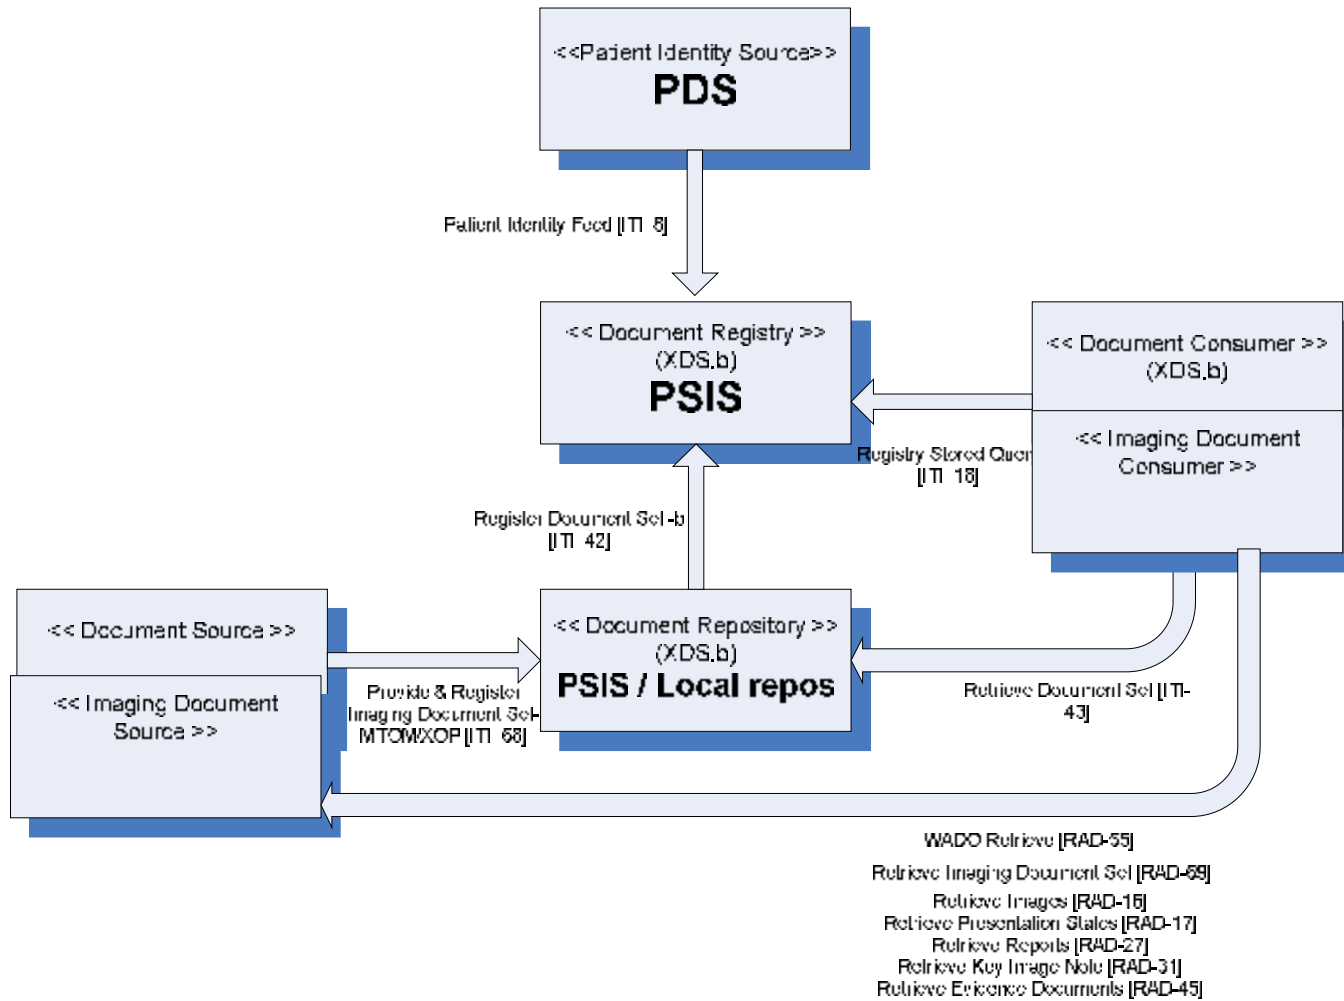 <<Patient Identity Source>>
PDS
Patient Identity Feed [ITI-8]
<< Document Registry >>
(XDS.b)
PSIS
<< Document Consumer >>
(XDS.b)
<< Imaging Document
Consumer >>
Registry Stored Query
[ITI-18]
Register Document Set-b
[ITI-42]
<< Document Source >>
<< Imaging Document
Source >>
Provide & Register
Imaging Document Set-
MTOM/XOP [ITI-68]
<< Document Repository >>
(XDS.b)
PSIS / Local repos
Retrieve Document Set [ITI-
43]
WADO Retrieve [RAD-55]
Retrieve Imaging Document Set [RAD-69]
Retrieve Images [RAD-16]
Retrieve Presentation States [RAD-17]
Retrieve Reports [RAD-27]
Retrieve Key Image Note [RAD-31]
Retrieve Evidence Documents [RAD-45]